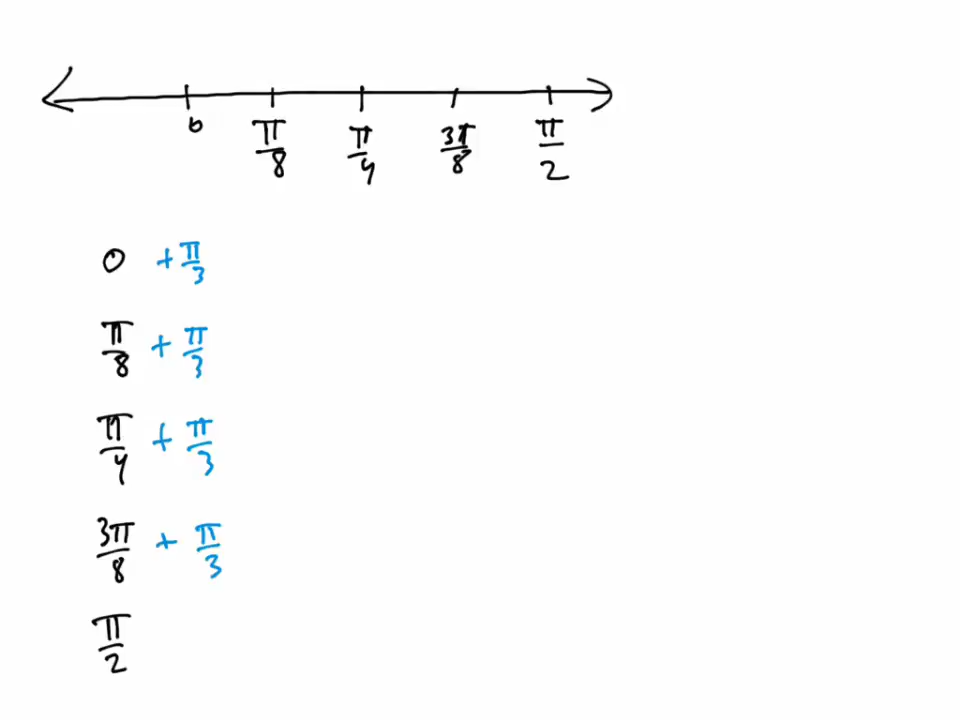 0 π/8 π/4 3π/8 π/2
0 + π/3
π/8 + π/3
π/4 + π/3
3π/8 + π/3
π/2